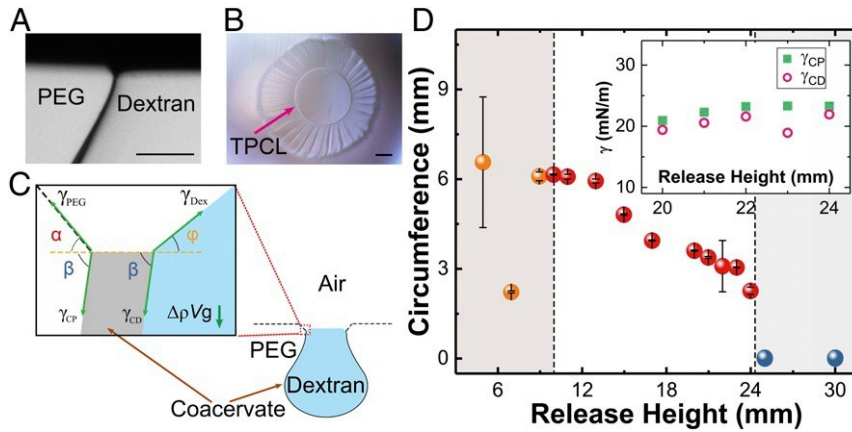 A
PEG
Dextran
B
TPCL
C
γPEG
γDex
α
φ
β
β
γCP
γCD
ΔρVg
Air
PEG
Dextran
Coacervate
D
Circumference (mm)
9
6
3
0
6
12
18
24
30
Release Height (mm)
γ (mN/m)
30
20
10
γCP
γCD
Release Height (mm)
20
22
24